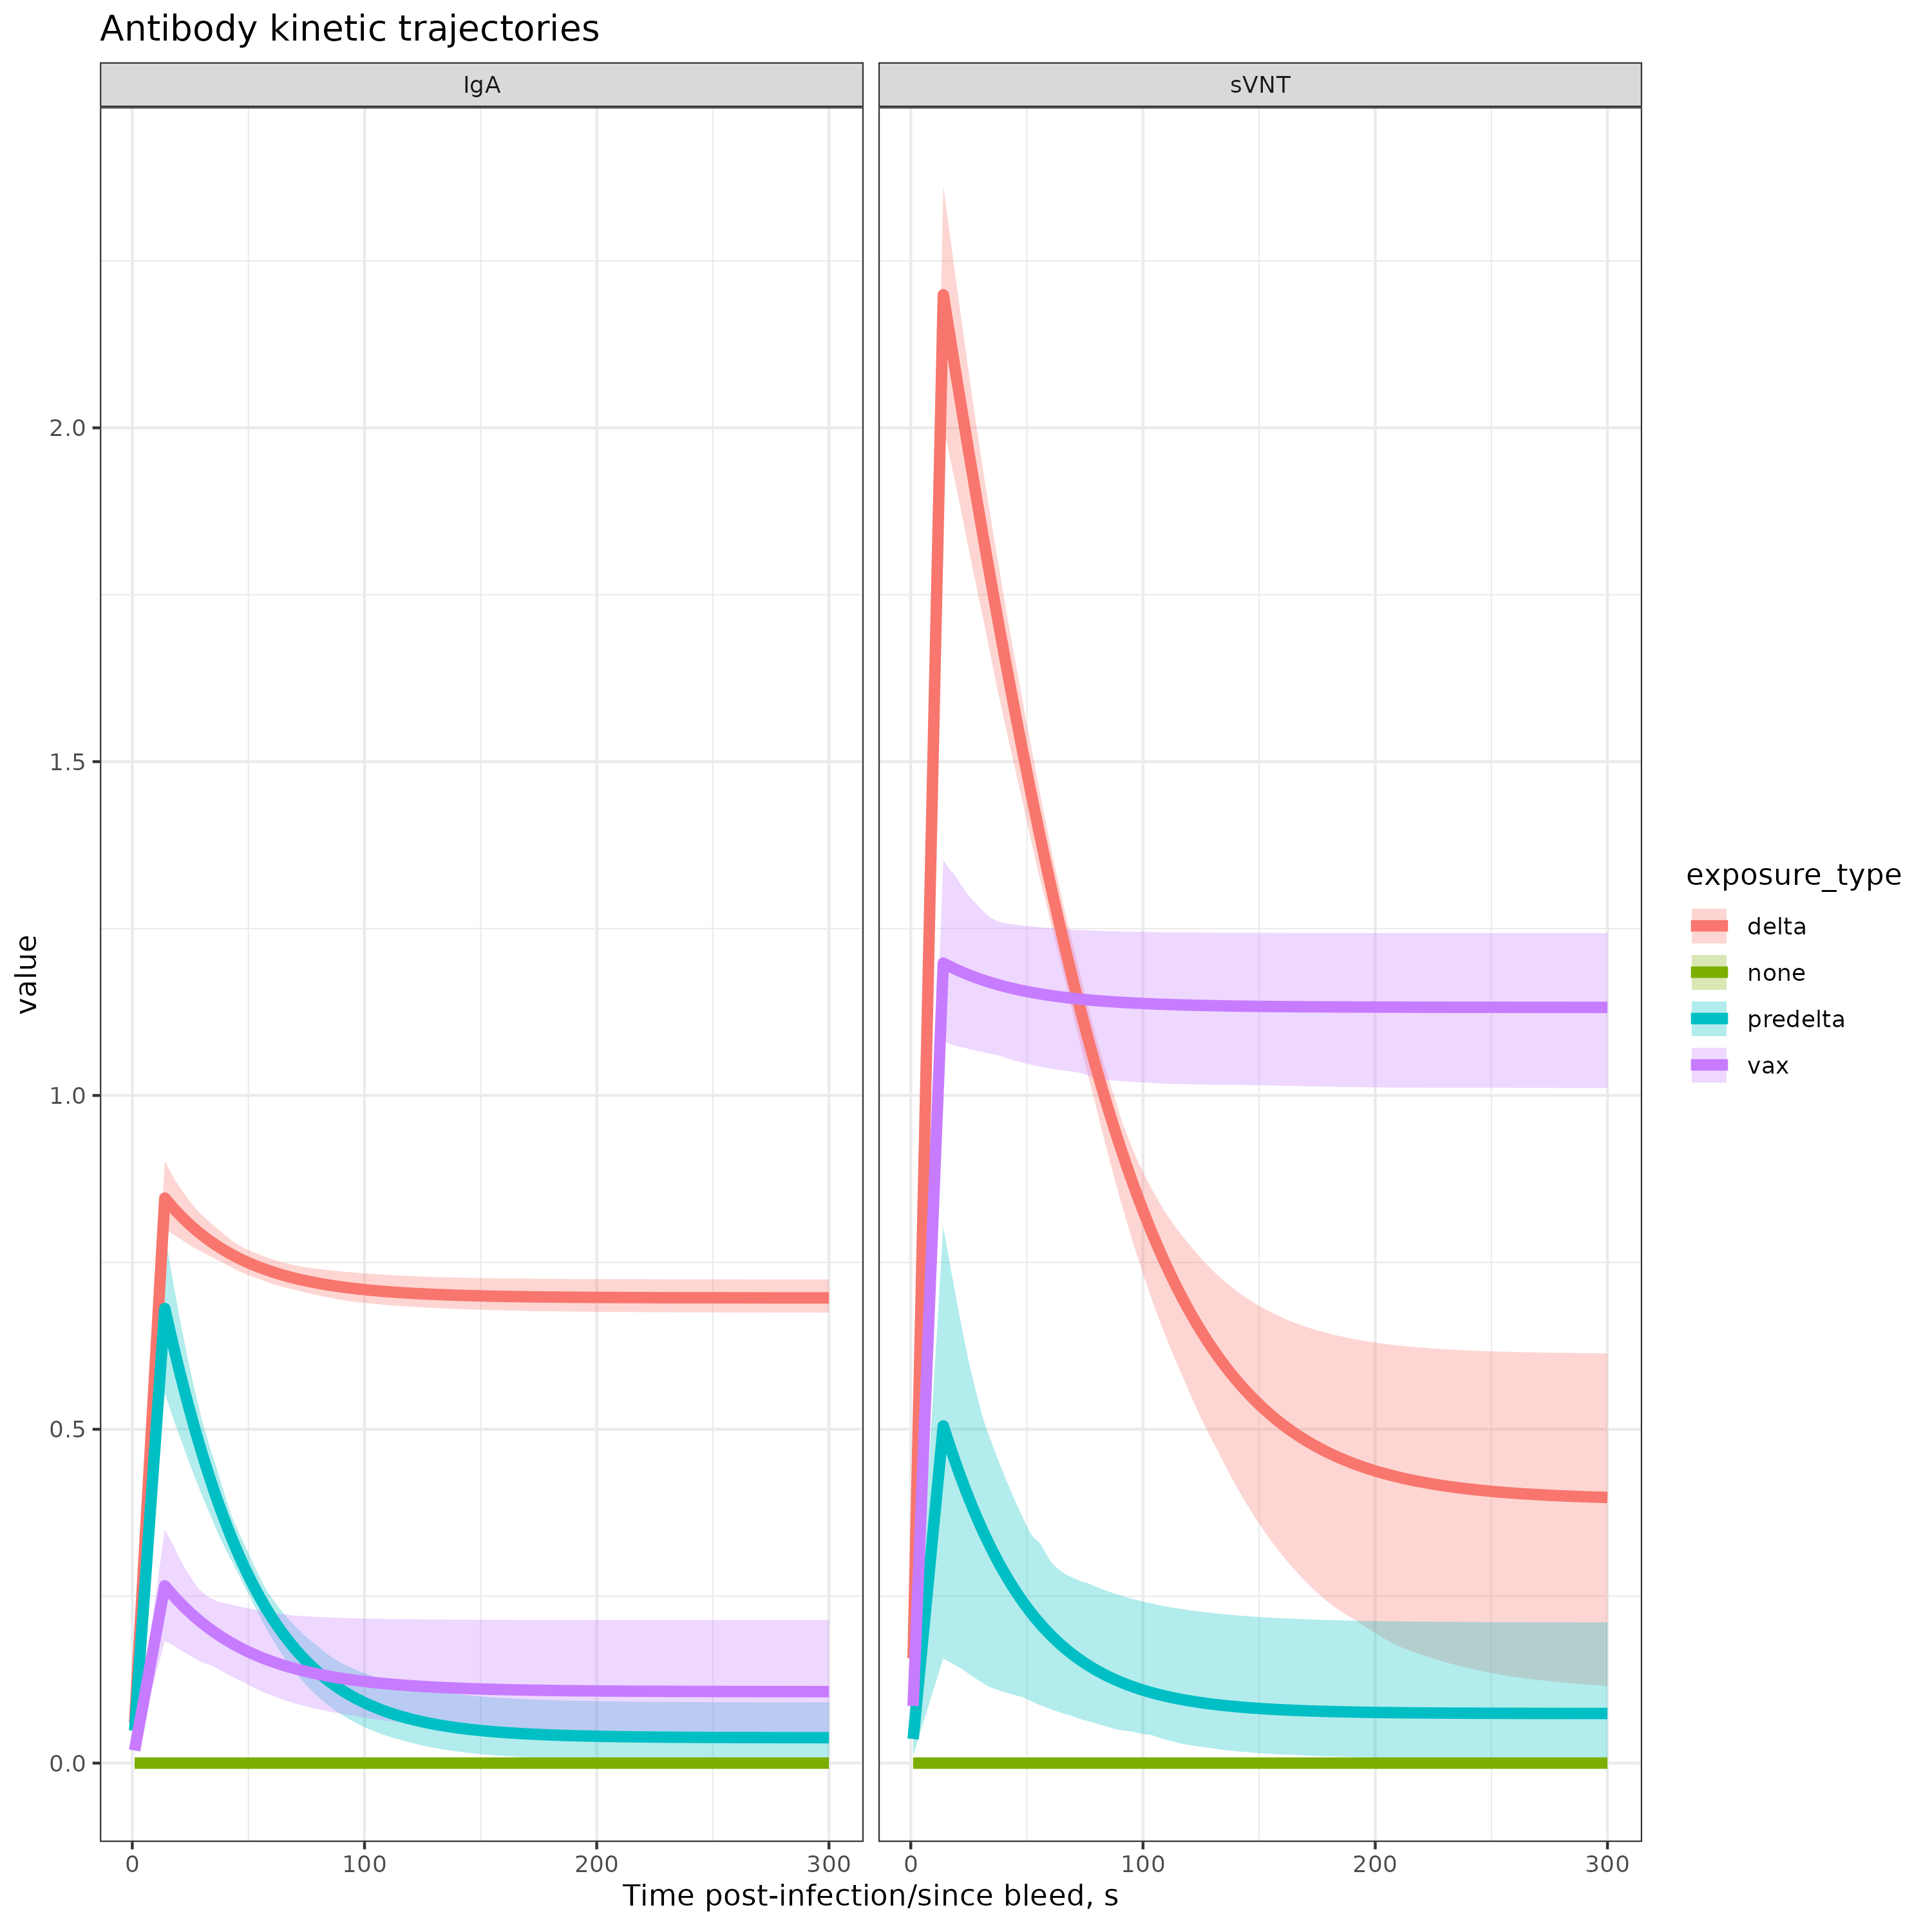 Antibody kinetic trajectories
IgA
sVNT
value
2.0
1.5
1.0
0.5
0.0
0
100
200
300
0
100
200
300
Time post-infection/since bleed, s
exposure_type
delta
none
predelta
vax